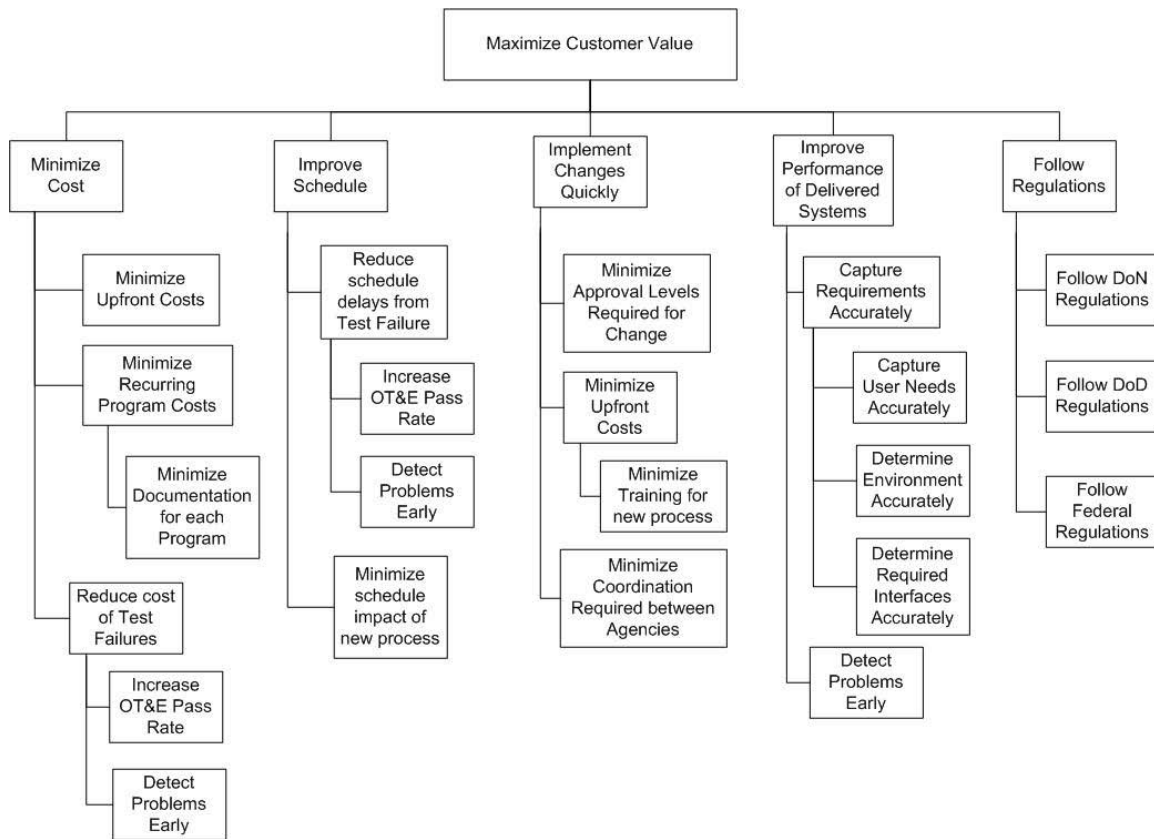 Maximize Customer Value
Minimize
Cost
Improve
Schedule
Implement
Changes
Quickly
Improve
Performance
of Delivered
Systems
Follow
Regulations
Minimize
Upfront Costs
Minimize
Recurring
Program Costs
Minimize
Documentation
for each
Program
Reduce cost
of Test
Failures
Increase
OT&E Pass
Rate
Detect
Problems
Early
Reduce
schedule
delays from
Test Failure
Increase
OT&E Pass
Rate
Detect
Problems
Early
Minimize
schedule
impact of
new process
Minimize
Approval Levels
Required for
Change
Minimize
Upfront
Costs
Minimize
Training for
new process
Minimize
Coordination
Required between
Agencies
Capture
Requirements
Accurately
Capture
User Needs
Accurately
Determine
Environment
Accurately
Determine
Required
Interfaces
Accurately
Detect
Problems
Early
Follow DoN
Regulations
Follow DoD
Regulations
Follow
Federal
Regulations